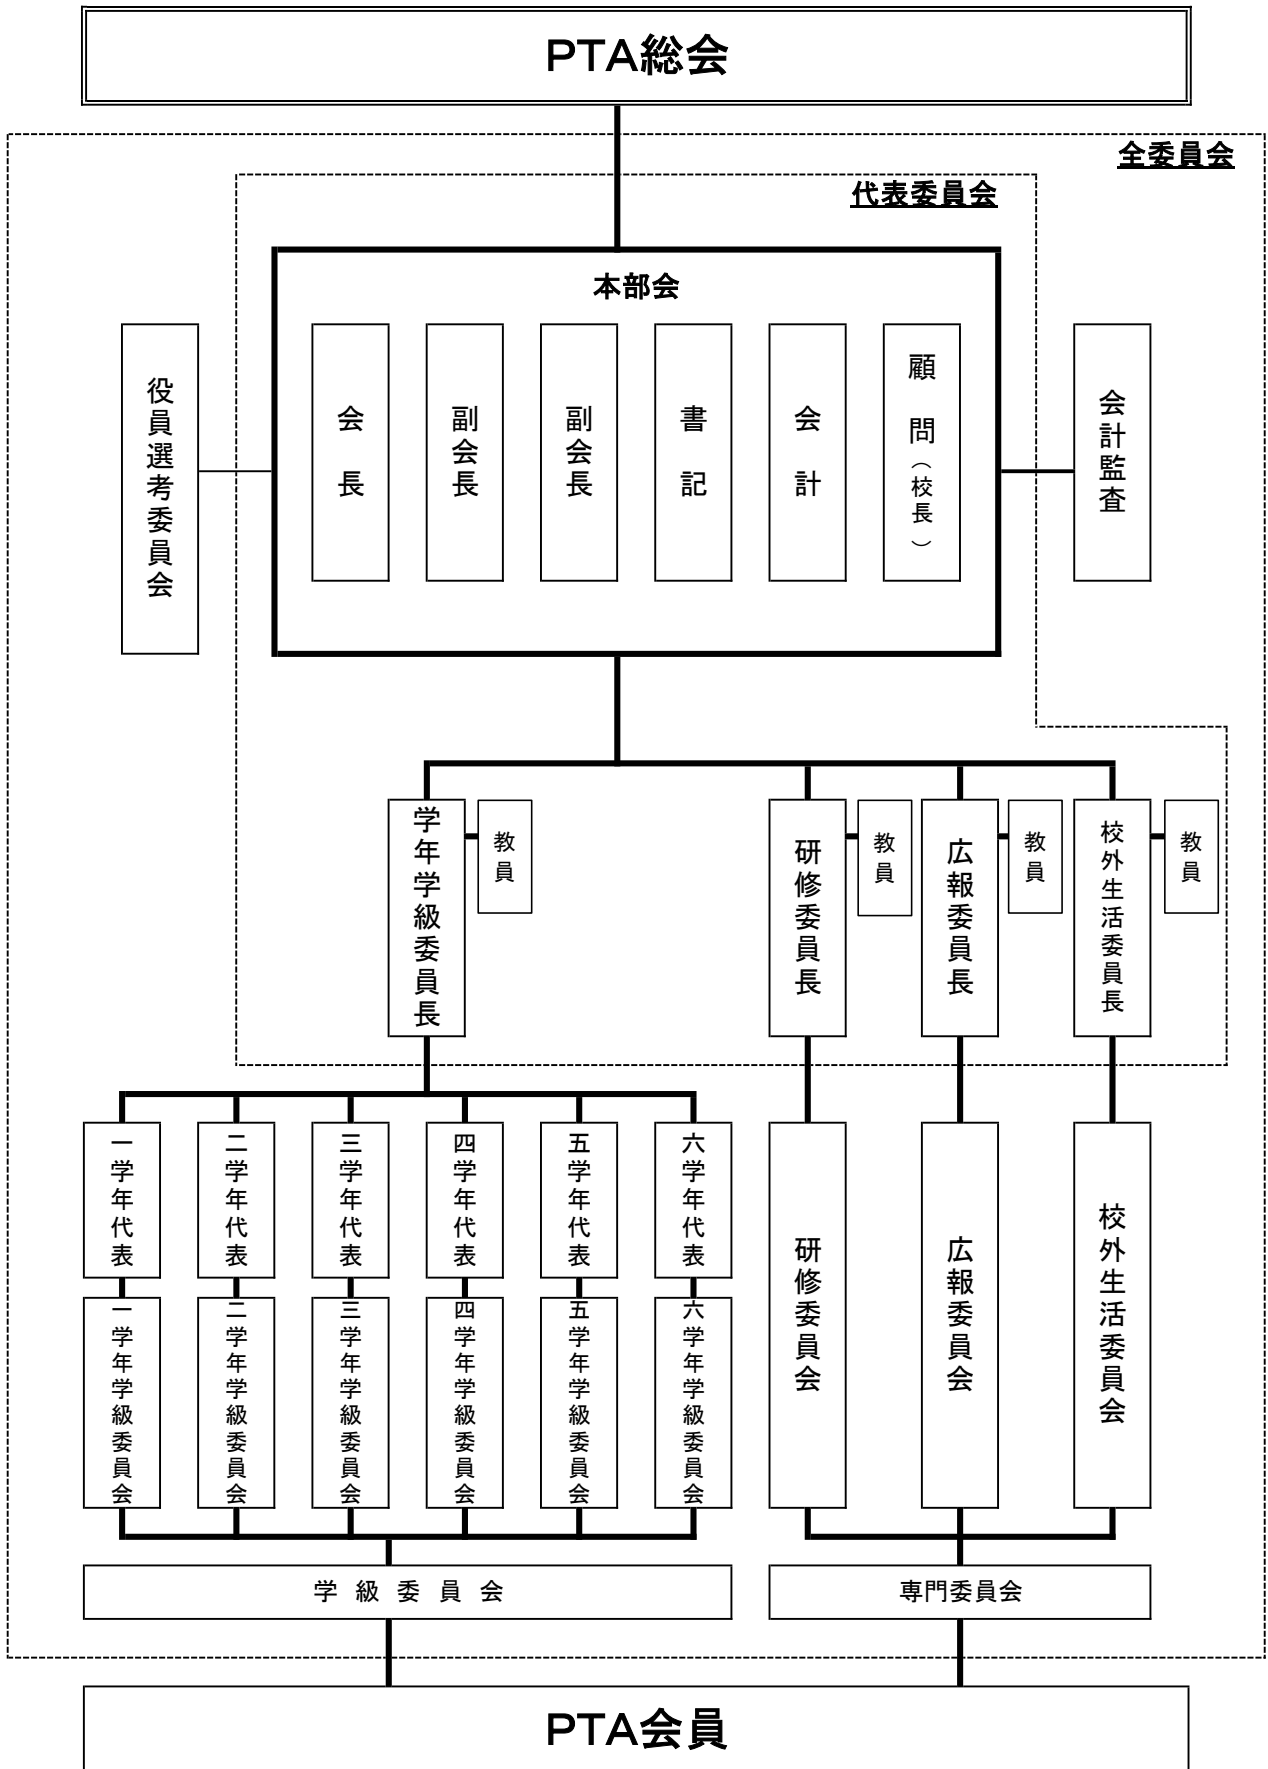 PTA総会
全委員会
代表委員会
本部会
役員選考委員会
会長
副会長
副会長
書記
会計
顧問（校長）
会計監査
学年学級委員長
教員
研修委員長
教員
広報委員長
教員
校外生活委員長
教員
一学年代表
二学年代表
三学年代表
四学年代表
五学年代表
六学年代表
一学年学級委員会
二学年学級委員会
三学年学級委員会
四学年学級委員会
五学年学級委員会
六学年学級委員会
研修委員会
広報委員会
校外生活委員会
学級委員会
専門委員会
PTA会員